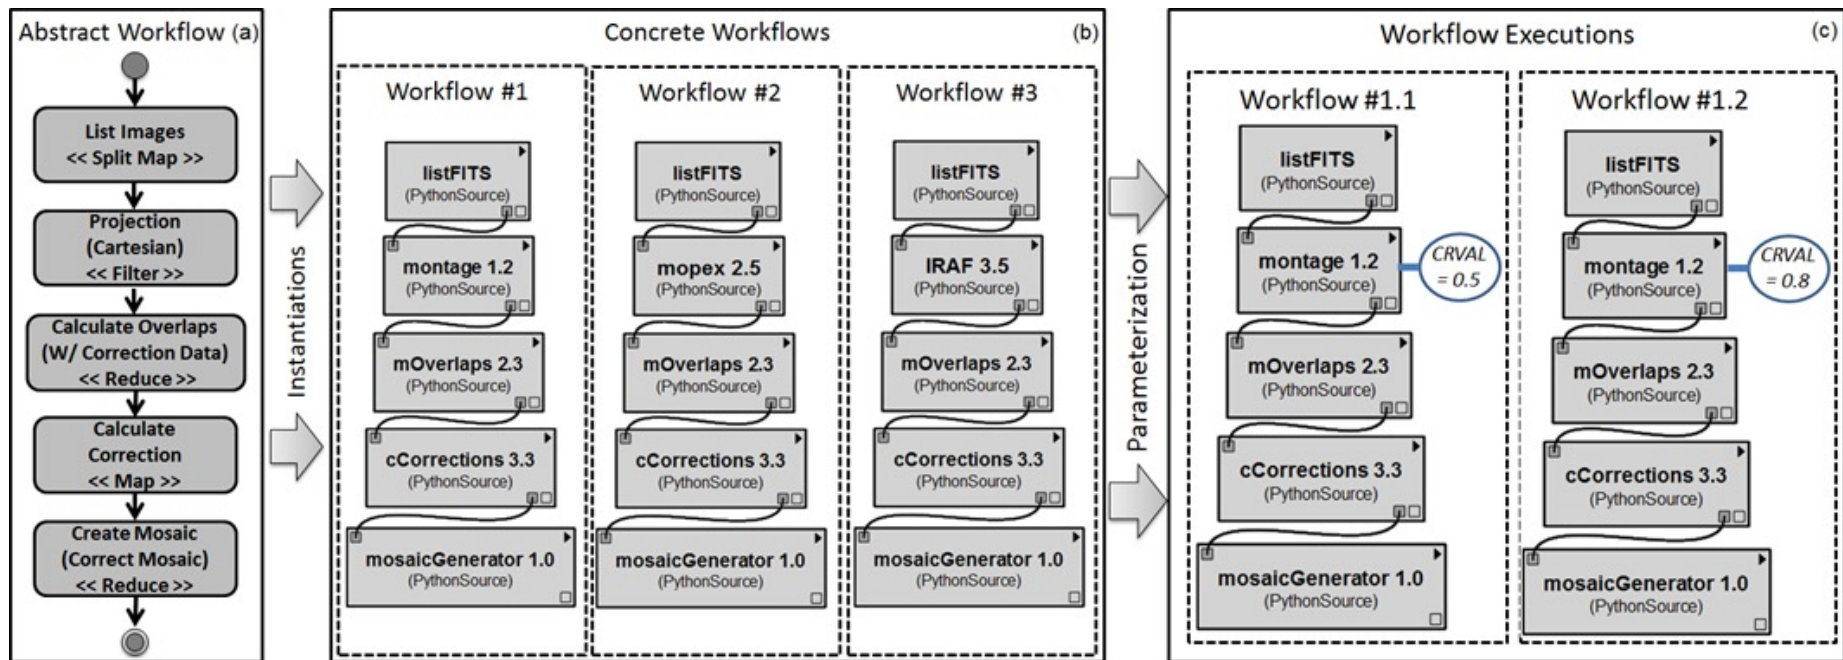 Abstract Workflow (a)
List Images
<< Split Map >>
Projection
(Cartesian)
<< Filter >>
Calculate Overlaps
(W/ Correction Data)
<< Reduce >>
Calculate
Correction
<< Map >>
Create Mosaic
(Correct Mosaic)
<< Reduce >>
Instantiations
Concrete Workflows (b)
Workflow #1
listFITS
(PythonSource)
montage 1.2
(PythonSource)
mOverlaps 2.3
(PythonSource)
cCorrections 3.3
(PythonSource)
mosaicGenerator 1.0
(PythonSource)
Workflow #2
listFITS
(PythonSource)
mopex 2.5
(PythonSource)
mOverlaps 2.3
(PythonSource)
cCorrections 3.3
(PythonSource)
mosaicGenerator 1.0
(PythonSource)
Workflow #3
listFITS
(PythonSource)
IRAF 3.5
(PythonSource)
mOverlaps 2.3
(PythonSource)
cCorrections 3.3
(PythonSource)
mosaicGenerator 1.0
(PythonSource)
Parameterization
Workflow Executions (c)
Workflow #1.1
listFITS
(PythonSource)
montage 1.2
(PythonSource)
CRVAL
= 0.5
mOverlaps 2.3
(PythonSource)
cCorrections 3.3
(PythonSource)
mosaicGenerator 1.0
(PythonSource)
Workflow #1.2
listFITS
(PythonSource)
montage 1.2
(PythonSource)
CRVAL
= 0.8
mOverlaps 2.3
(PythonSource)
cCorrections 3.3
(PythonSource)
mosaicGenerator 1.0
(PythonSource)